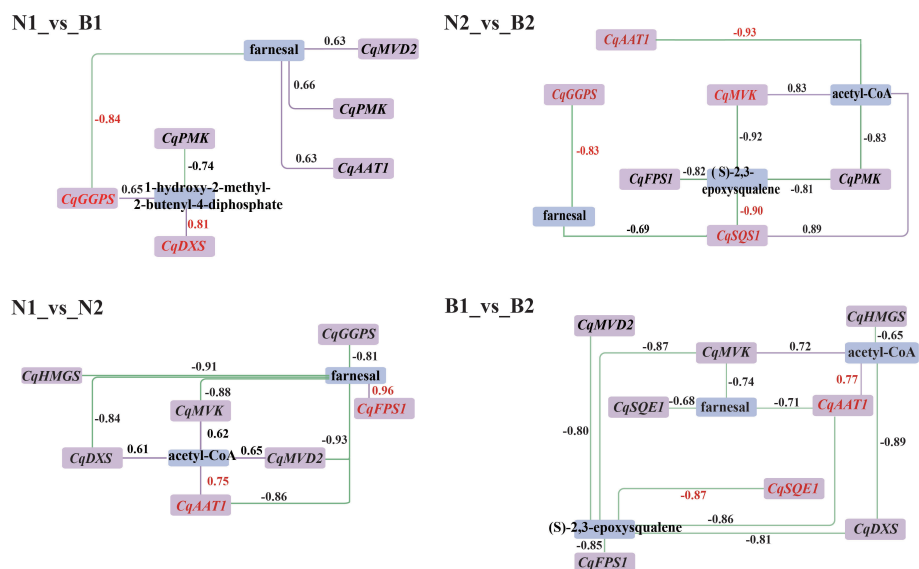 N1_vs_B1
farnesal
0.63
CqMVD2
0.66
CqPMK
0.63
CqAAT1
-0.84
CqPMK
-0.74
CqGGPS
0.65
1-hydroxy-2-methyl-
2-butenyl-4-diphosphate
0.81
CqDXS
N2_vs_B2
CqAAT1
-0.93
CqGGPS
CqMVK
0.83
acetyl-CoA
-0.83
-0.92
-0.83
CqFPS1
-0.82
(S)-2,3-
epoxysqualene
-0.81
CqPMK
farnesal
-0.90
-0.69
CqSQS1
0.89
N1_vs_N2
CqGGPS
-0.81
CqHMGS
-0.91
farnesal
-0.88
0.96
CqFPS1
-0.84
CqMVK
0.62
-0.93
CqDXS
0.61
acetyl-CoA
0.65
CqMVD2
0.75
CqAAT1
-0.86
B1_vs_B2
CqMVD2
CqHMGS
-0.65
-0.87
CqMVK
0.72
acetyl-CoA
-0.74
0.77
CqSQE1
-0.68
farnesal
-0.71
CqAAT1
-0.80
-0.89
CqSQE1
-0.87
(S)-2,3-epoxysqualene
-0.86
CqDXS
-0.81
-0.85
CqFPS1